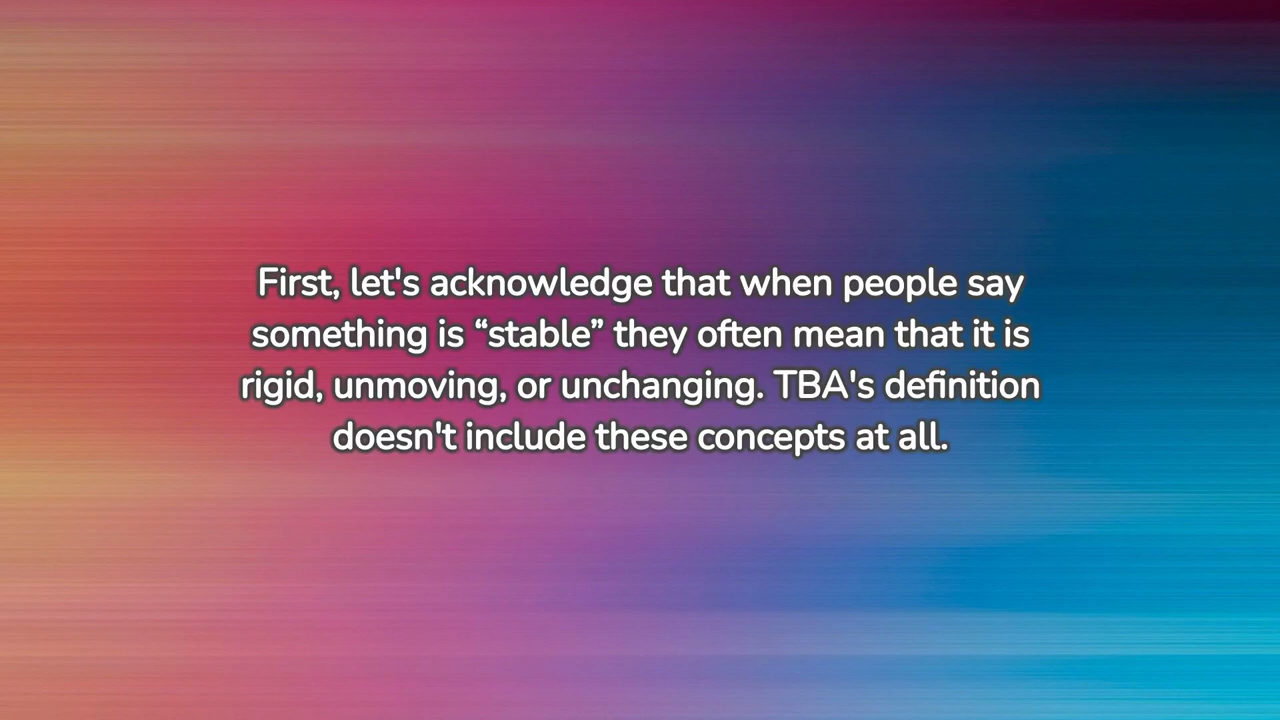 First, let's acknowledge that when people say
something is “stable” they often mean that it is
rigid, unmoving, or unchanging. TBA's definition
doesn't include these concepts at all.